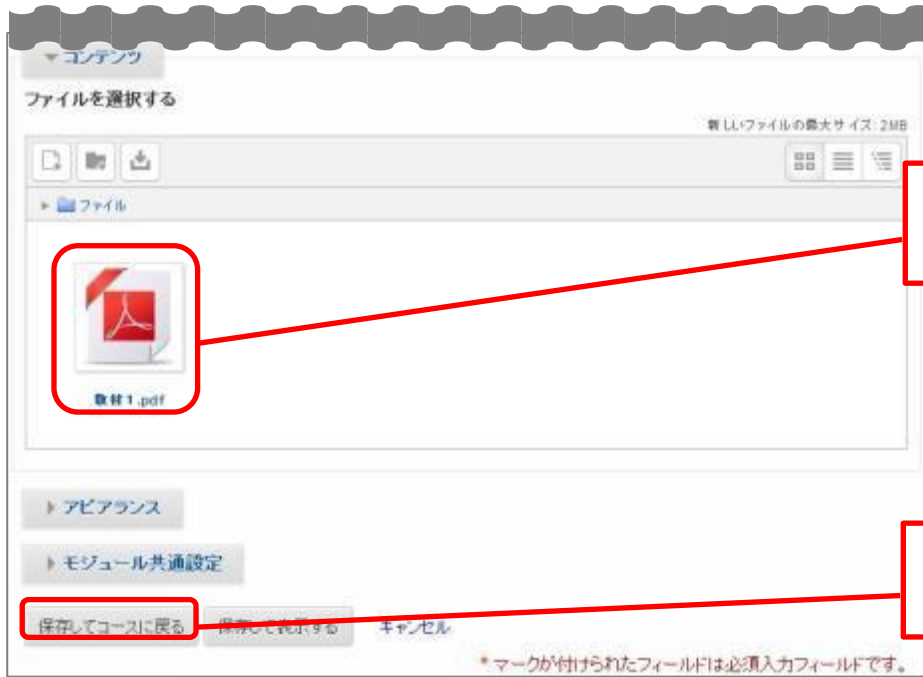 コンテンツ
ファイルを選択する
新しいファイルの最大サイズ: 2MB
ファイル
取材1.pdf
アピアランス
モジュール共通設定
保存してコースに戻る 保存して表示する キャンセル
*マークが付けられたフィールドは必須入力フィールドです。